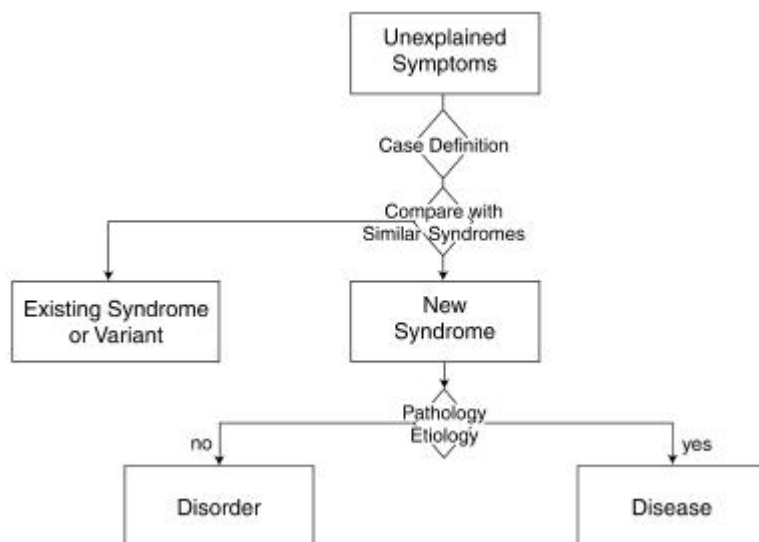 Unexplained
Symptoms
Case Definition
Compare with
Similar Syndromes
Existing Syndrome
or Variant
New
Syndrome
Pathology
Etiology
no
yes
Disorder
Disease